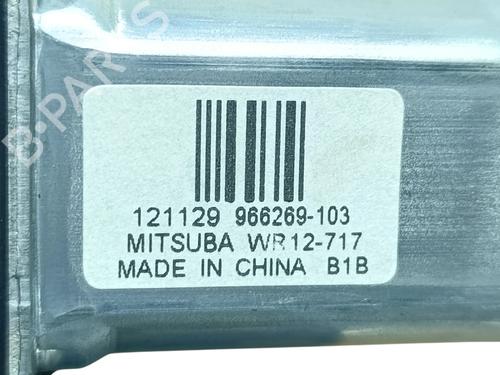 B-PARTS
121129 966269-103
MITSUBA WR12-717
MADE IN CHINA B1B